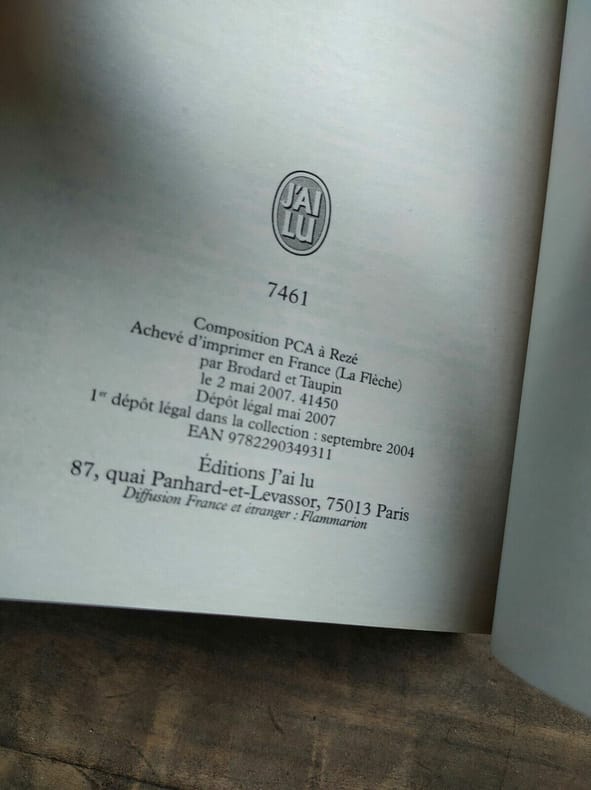 J'AI
LU
7461
Composition PCA à Rezé
Achevé d'imprimer en France (La Flèche)
par Brodard et Taupin
le 2 mai 2007. 41450
Dépôt légal mai 2007
1er dépôt légal dans la collection : septembre 2004
EAN 9782290349311
Éditions J'ai lu
87, quai Panhard-et-Levassor, 75013 Paris
Diffusion France et étranger : Flammarion